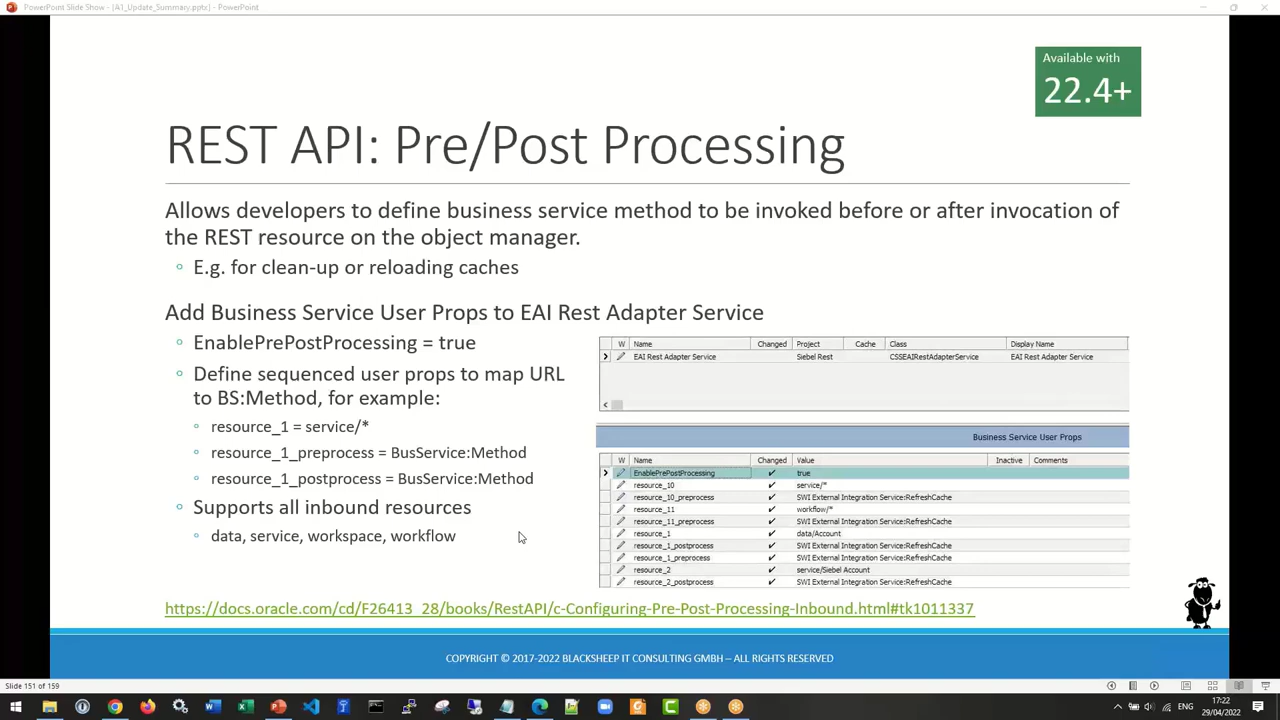 PowerPoint Slide Show - [41_Update_Summary.pptx] - PowerPoint
Available with
22.4+
REST API: Pre/Post Processing
Allows developers to define business service method to be invoked before or after invocation of
the REST resource on the object manager.
E.g. for clean-up or reloading caches
Add Business Service User Props to EAI Rest Adapter Service
EnablePrePostProcessing = true
Define sequenced user props to map URL
to BS:Method, for example:
resource_1 = service/*
resource_1_preprocess = BusService:Method
resource_1_postprocess = BusService:Method
Supports all inbound resources
data, service, workspace, workflow
W Name Changed Project Cache Class Display Name
EAI Rest Adapter Service Siebel Rest CSSEAIRestAdapterService EAI Rest Adapter Service
Business Service User Props
W Name Changed Value Inactive Comments
EnablePrePostProcessing ✓ true
resource_10 ✓ service/*
resource_10_preprocess ✓ SWI External Integration Service:RefreshCache
resource_11 ✓ workflow/*
resource_11_preprocess ✓ SWI External Integration Service:RefreshCache
resource_1 ✓ data/Account
resource_1_postprocess ✓ SWI External Integration Service:RefreshCache
resource_1_preprocess ✓ SWI External Integration Service:RefreshCache
resource_2 ✓ service/Siebel Account
resource_2_postprocess ✓ SWI External Integration Service:RefreshCache
https://docs.oracle.com/cd/F26413_28/books/RestAPI/c-Configuring-Pre-Post-Processing-Inbound.html#tk1011337
COPYRIGHT © 2017-2022 BLACKSHEEP IT CONSULTING GMBH – ALL RIGHTS RESERVED
Slide 151 of 159
ENG
17:22
29/04/2022